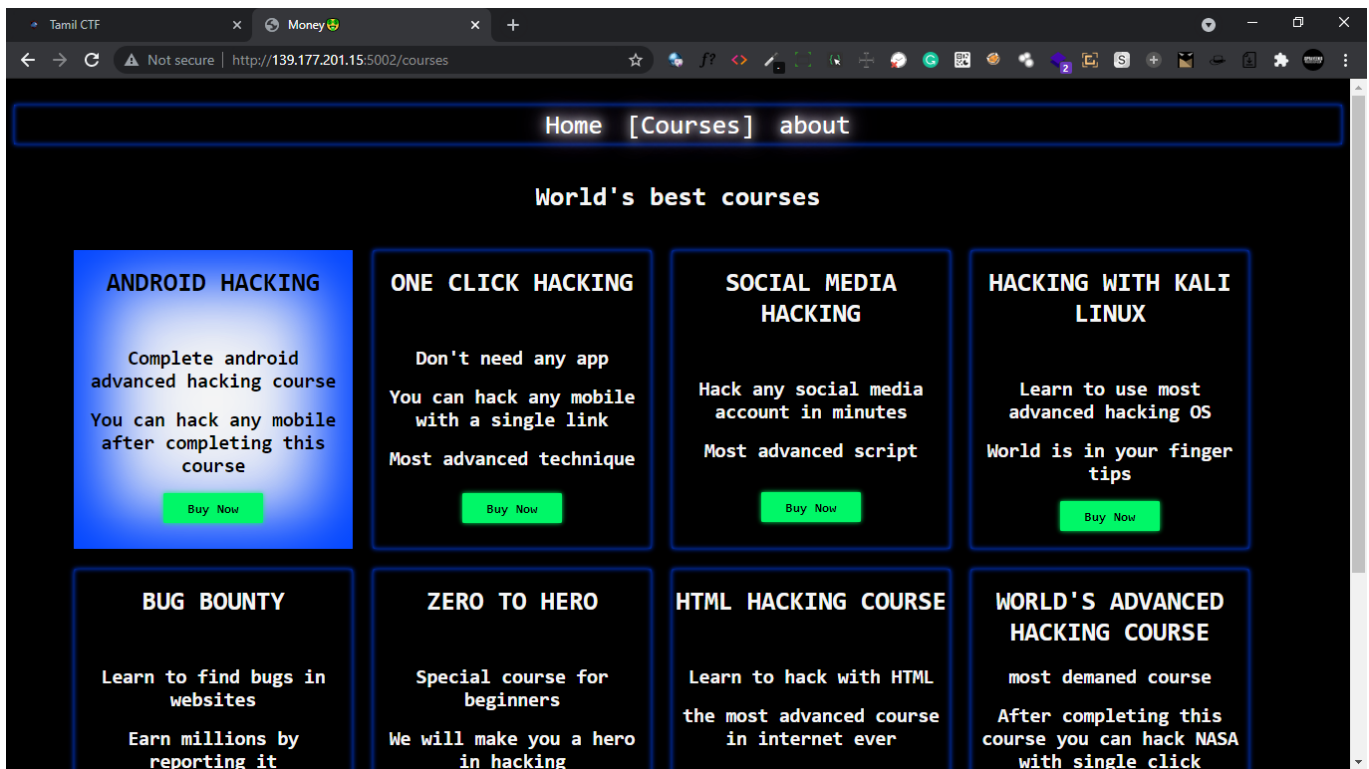 Tamil CTF
Money🤑
Not secure | http://139.177.201.15:5002/courses
f?
G
2
S
Home [Courses] about
World's best courses
ANDROID HACKING
Complete android
advanced hacking course
You can hack any mobile
after completing this
course
Buy Now
ONE CLICK HACKING
Don't need any app
You can hack any mobile
with a single link
Most advanced technique
Buy Now
SOCIAL MEDIA
HACKING
Hack any social media
account in minutes
Most advanced script
Buy Now
HACKING WITH KALI
LINUX
Learn to use most
advanced hacking OS
World is in your finger
tips
Buy Now
BUG BOUNTY
Learn to find bugs in
websites
Earn millions by
reporting it
ZERO TO HERO
Special course for
beginners
We will make you a hero
in hacking
HTML HACKING COURSE
Learn to hack with HTML
the most advanced course
in internet ever
WORLD'S ADVANCED
HACKING COURSE
most demaned course
After completing this
course you can hack NASA
with single click